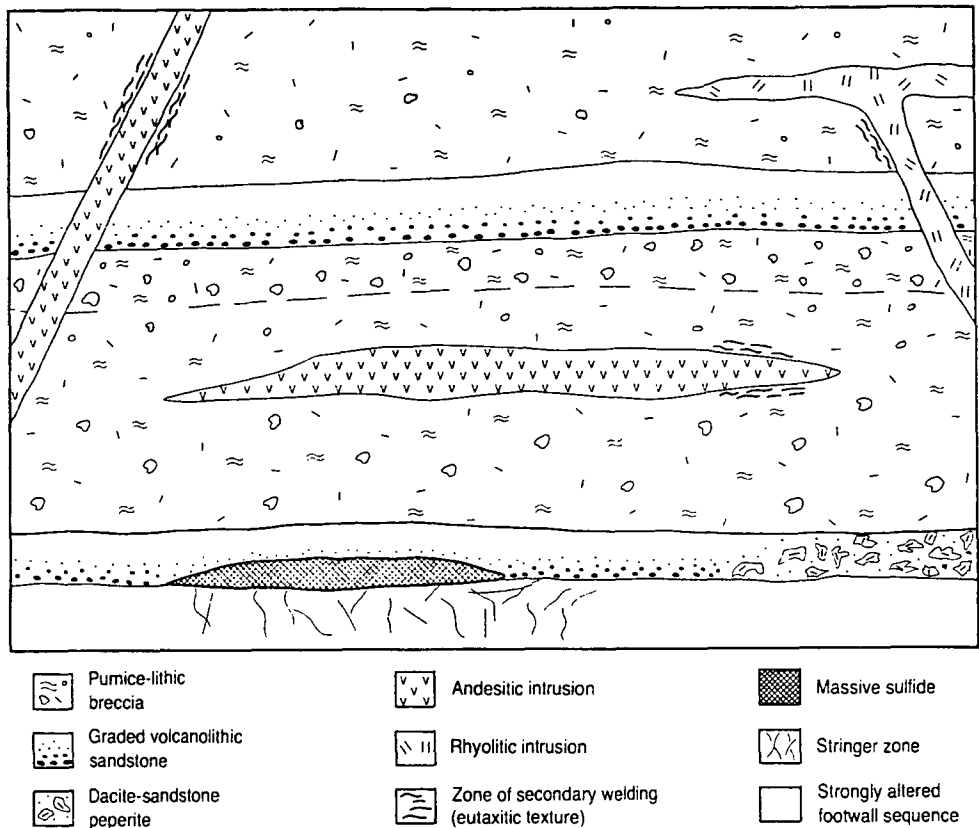 Pumice-lithic
breccia
Graded volcanolithic
sandstone
Dacite-sandstone
peperite
Andesitic intrusion
Rhyolitic intrusion
Zone of secondary welding
(eutaxitic texture)
Massive sulfide
Stringer zone
Strongly altered
footwall sequence